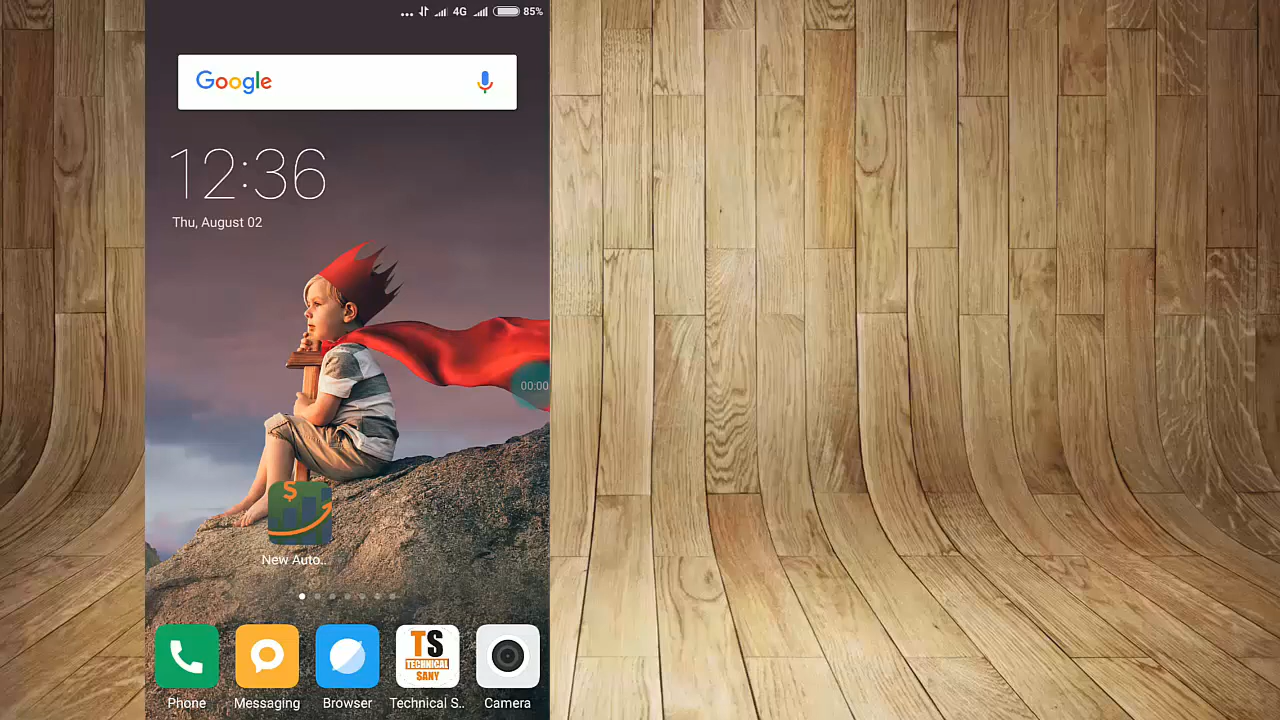 4G 85%
Google
12:36
Thu, August 02
00:00
$
New Auto..
TS
TECHNICAL
SANY
Phone Messaging Browser Technical S.. Camera